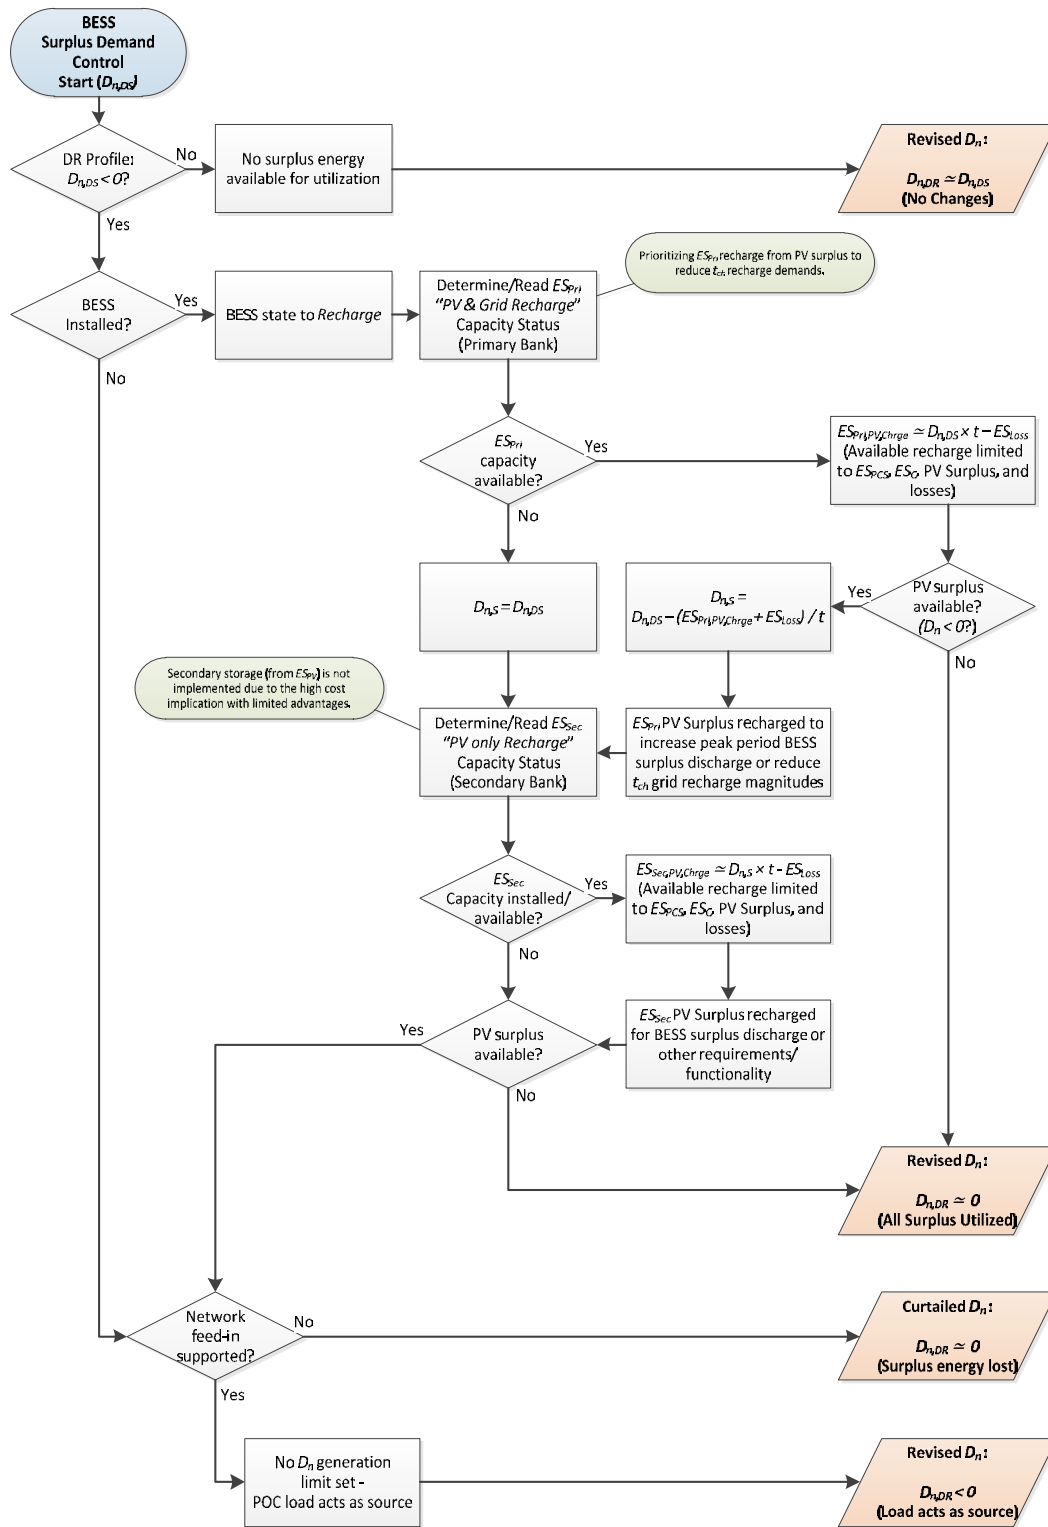 BESS
Surplus Demand
Control
Start (Dn,DS)
DR Profile:
Dn,DS < 0?
No
No surplus energy
available for utilization
Revised Dn:
Dn,DR ≃ Dn,DS
(No Changes)
Yes
Prioritizing ESPri, recharge from PV surplus to
reduce tch recharge demands.
BESS
Installed?
Yes
BESS state to Recharge
Determine/Read ESPri,
“PV & Grid Recharge”
Capacity Status
(Primary Bank)
No
ESPri,
capacity
available?
Yes
ESPri,PV,Chrge ≃ Dn,DS × t – ESLoss
(Available recharge limited
to ESPCS, ESC, PV Surplus, and
losses)
No
Dn,s = Dn,DS
Dn,s =
Dn,DS – (ESPri,PV,Chrge + ESLoss) / t
Yes
PV surplus
available?
(Dn < 0?)
No
Secondary storage (from ESPV) is not
implemented due to the high cost
implication with limited advantages.
Determine/Read ESSec
“PV only Recharge”
Capacity Status
(Secondary Bank)
ESPri, PV Surplus recharged to
increase peak period BESS
surplus discharge or reduce
tch grid recharge magnitudes
ESSec
Capacity installed/
available?
Yes
ESSec,PV,Chrge ≃ Dn,s × t - ESLoss
(Available recharge limited
to ESPCS, ESC, PV Surplus, and
losses)
No
Yes
PV surplus
available?
ESSec PV Surplus recharged
for BESS surplus discharge or
other requirements/
functionality
No
Revised Dn:
Dn,DR ≃ 0
(All Surplus Utilized)
Network
feed-in
supported?
No
Curtailed Dn:
Dn,DR ≃ 0
(Surplus energy lost)
Yes
No Dn generation
limit set -
POC load acts as source
Revised Dn:
Dn,DR < 0
(Load acts as source)